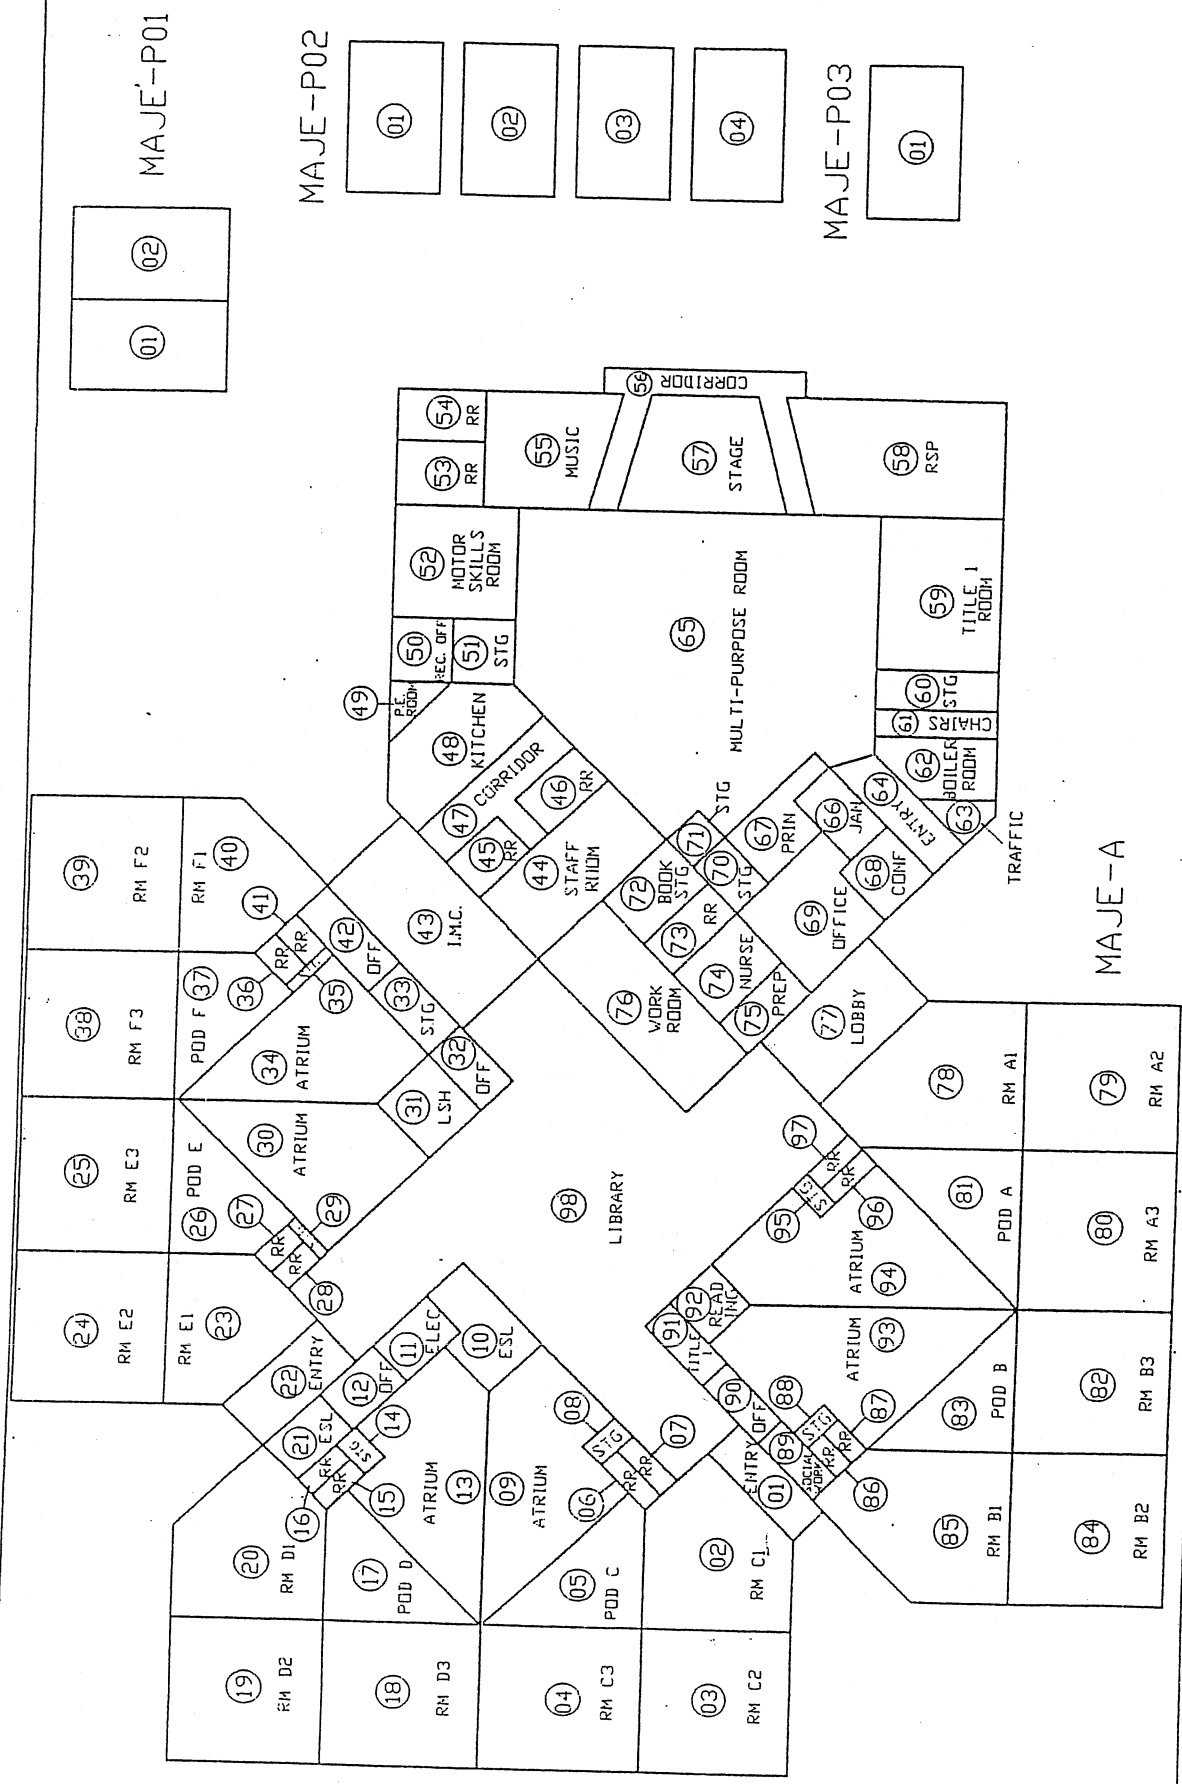 MAJE-P01
01
02
MAJE-P02
01
02
03
04
MAJE-P03
01
MAJE-A
39
RM F2
38
RM F3
25
RM E3
24
RM E2
RM F1
40
41
RR
36
RR
35
POD F
37
42
OFF
33
STG
32
OFF
34
ATRIUM
30
ATRIUM
31
LSH
POD E
26
27
RR
29
RR
28
RM E1
23
22
ENTRY
21
ESL
12
OFF
11
ELEC
10
ESL
14
STG
RR
16
RR
15
13
ATRIUM
09
ATRIUM
08
STG
07
RR
06
RR
20
RM D1
19
RM D2
17
POD D
18
RM D3
05
POD C
04
RM C3
02
RM C1
03
RM C2
ENTRY
01
43
I.M.C.
44
STAFF
ROOM
45
RR
46
RR
47
CORRIDOR
48
KITCHEN
49
P.E.
ROOM
50
REC. OFF
51
STG
52
MOTOR
SKILLS
ROOM
53
RR
54
RR
55
MUSIC
56
CORRIDOR
57
STAGE
58
RSP
59
TITLE 1
ROOM
60
STG
61
CHAIRS
62
BOILER
ROOM
63
TRAFFIC
64
ENTRY
65
MULTI-PURPOSE ROOM
66
JAN
67
PRIN
68
CONF
69
OFFICE
70
STG
71
STG
72
BOOK
STG
73
RR
74
NURSE
75
PREP
76
WORK
ROOM
77
LOBBY
78
RM A1
79
RM A2
80
RM A3
81
POD A
82
RM B3
83
POD B
84
RM B2
85
RM B1
86
RR
87
RR
88
STG
89
SOCIAL
WORK
90
OFF
91
TITLE
1
92
READ
ING
93
ATRIUM
94
ATRIUM
95
STG
96
RR
97
RR
98
LIBRARY